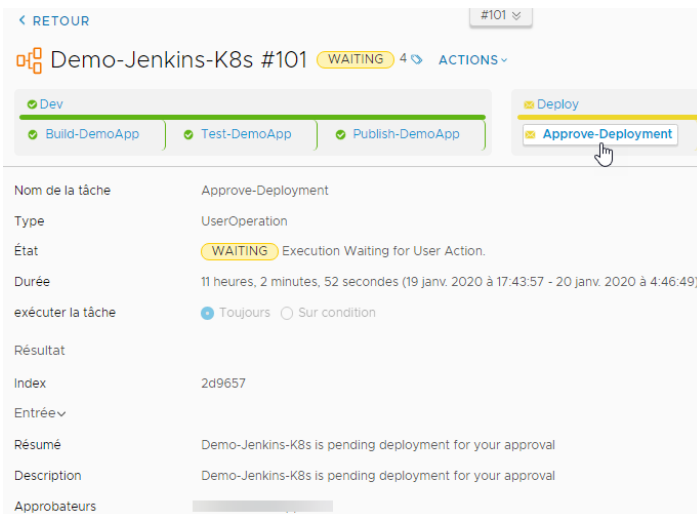 RETOUR
#101
Demo-Jenkins-K8s #101 WAITING 4 ACTIONS
Dev
Deploy
Build-DemoApp Test-DemoApp Publish-DemoApp
Approve-Deployment
Nom de la tâche Approve-Deployment
Type UserOperation
État WAITING Execution Waiting for User Action.
Durée 11 heures, 2 minutes, 52 secondes (19 janv. 2020 à 17:43:57 - 20 janv. 2020 à 4:46:49)
exécuter la tâche Toujours Sur condition
Résultat
Index 2d9657
Entrée
Résumé Demo-Jenkins-K8s is pending deployment for your approval
Description Demo-Jenkins-K8s is pending deployment for your approval
Approbateurs